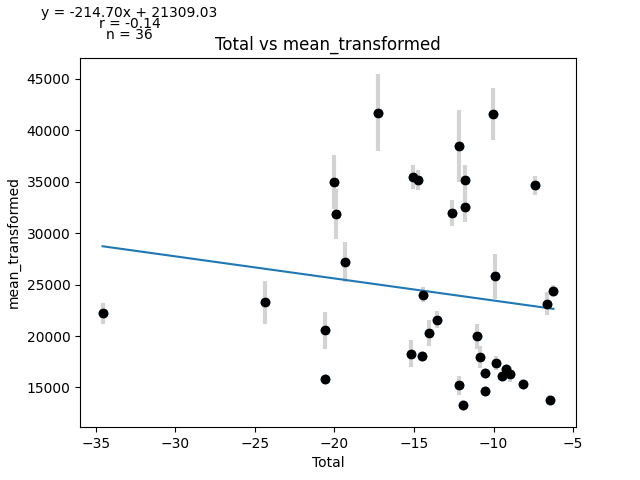 y = -214.70x + 21309.03
r = -0.14
n = 36
Total vs mean_transformed
45000
40000
35000
30000
25000
20000
15000
mean_transformed
−35 −30 −25 −20 −15 −10 −5
Total